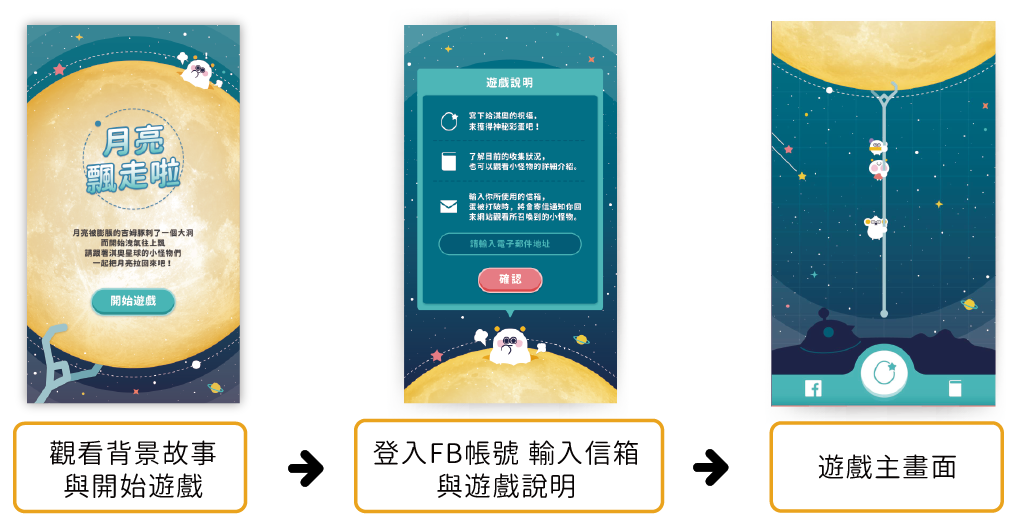 月亮
飄走啦
月亮被膨脹的吉姆豚刺了一個大洞
而開始洩氣往上飄
請跟著淇奧星球的小怪物們
一起把月亮拉回來吧！
開始遊戲
遊戲說明
寫下給淇奧的祝福，
來獲得神秘彩蛋吧！
了解目前的收集狀況，
也可以觀看小怪物的詳細介紹。
輸入你所使用的信箱，
蛋被打破時，將會寄信通知你回
來網站觀看所召喚到的小怪物。
請輸入電子郵件地址
確認
觀看背景故事
與開始遊戲
登入FB帳號 輸入信箱
與遊戲說明
遊戲主畫面